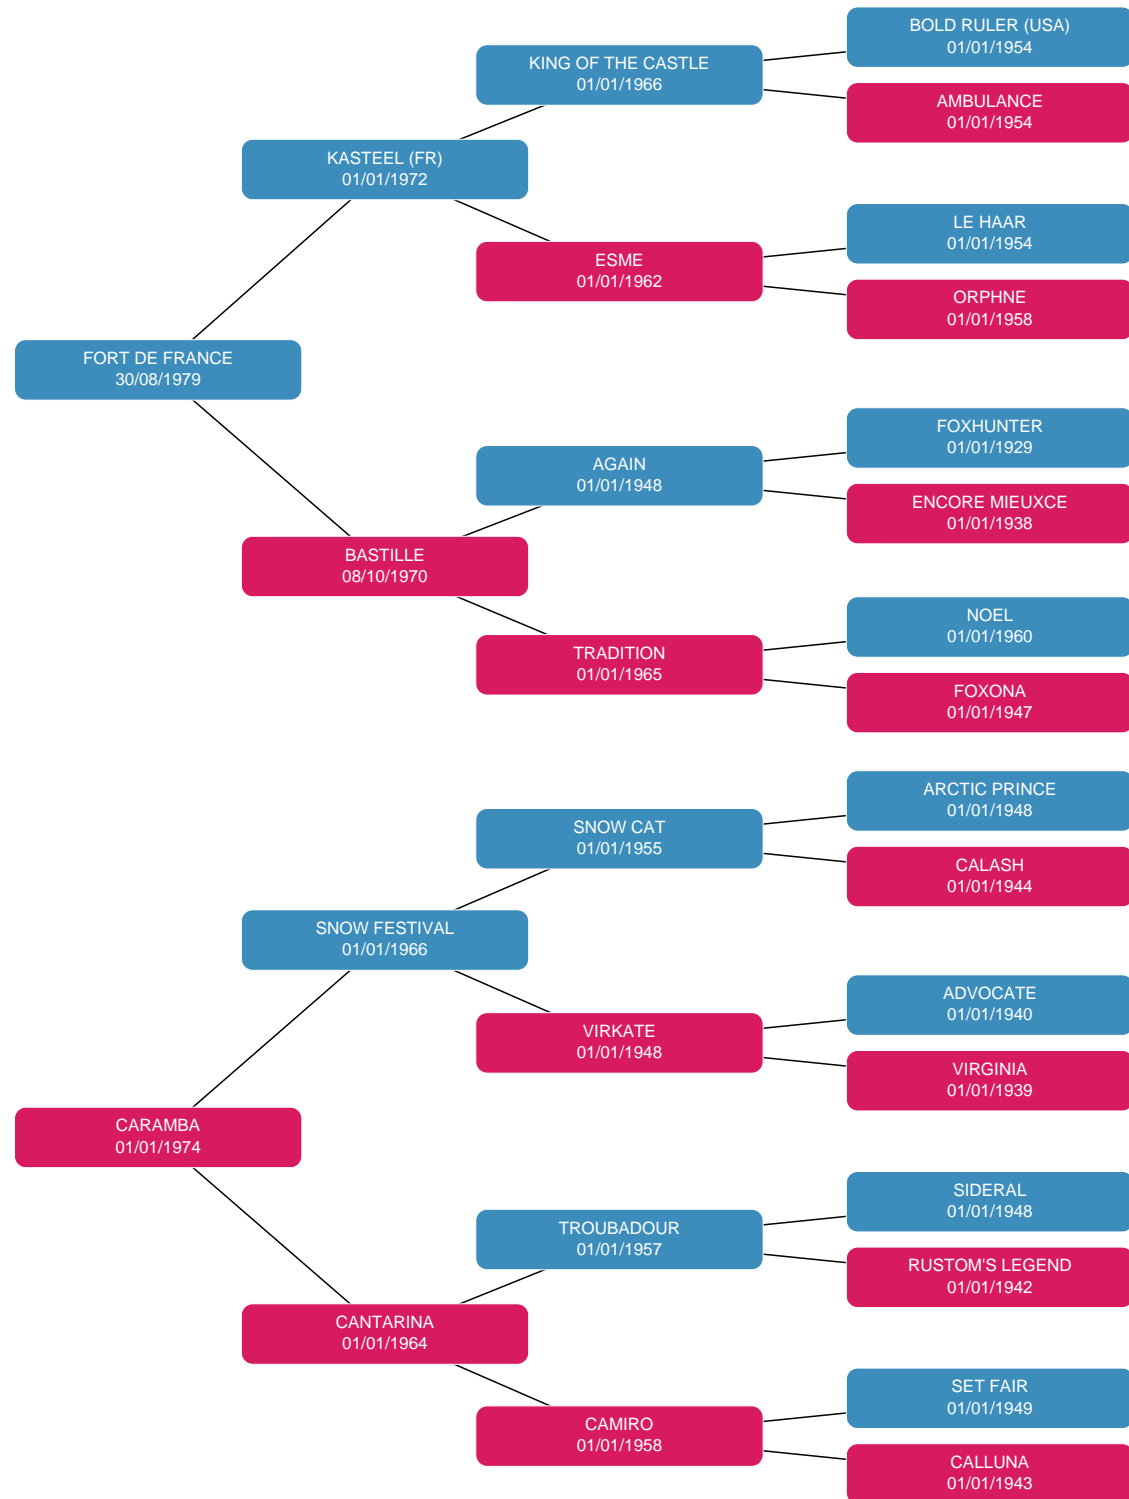 BOLD RULER (USA)
01/01/1954
KING OF THE CASTLE
01/01/1966
AMBULANCE
01/01/1954
KASTEEL (FR)
01/01/1972
LE HAAR
01/01/1954
ESME
01/01/1962
ORPHNE
01/01/1958
FORT DE FRANCE
30/08/1979
FOXHUNTER
01/01/1929
AGAIN
01/01/1948
ENCORE MIEUXCE
01/01/1938
BASTILLE
08/10/1970
NOEL
01/01/1960
TRADITION
01/01/1965
FOXONA
01/01/1947
ARCTIC PRINCE
01/01/1948
SNOW CAT
01/01/1955
CALASH
01/01/1944
SNOW FESTIVAL
01/01/1966
ADVOCATE
01/01/1940
VIRKATE
01/01/1948
VIRGINIA
01/01/1939
CARAMBA
01/01/1974
SIDERAL
01/01/1948
TROUBADOUR
01/01/1957
RUSTOM'S LEGEND
01/01/1942
CANTARINA
01/01/1964
SET FAIR
01/01/1949
CAMIRO
01/01/1958
CALLUNA
01/01/1943